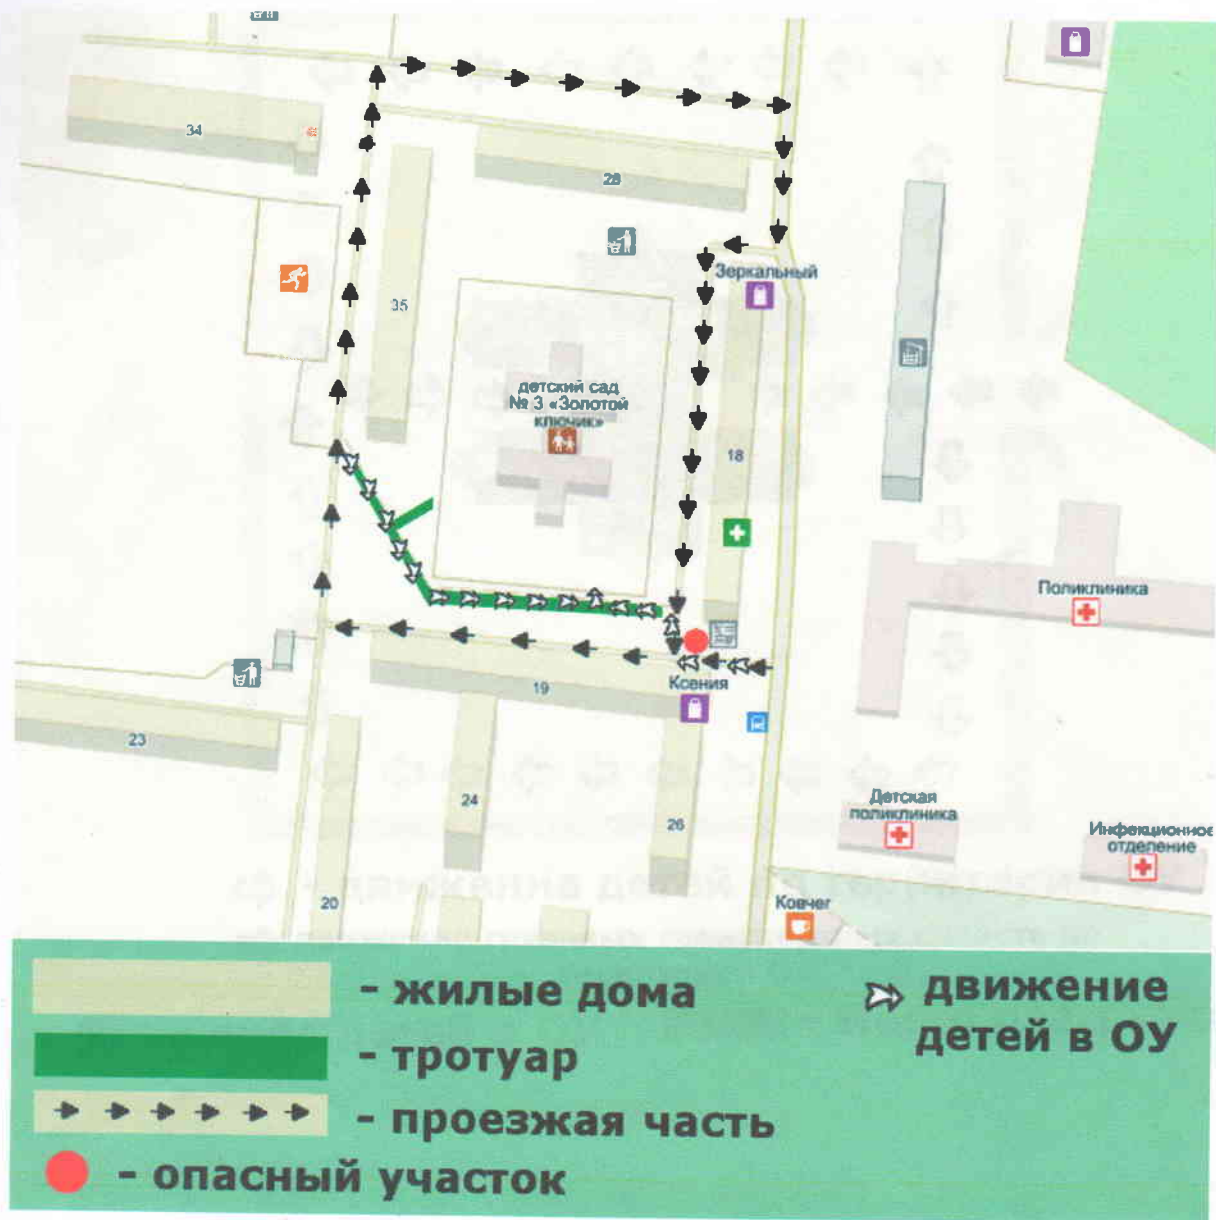 34
28
35
Зеркальный
детский сад
№ 3 «Золотой
ключик»
18
Поликлиника
Ксения
19
23
24
26
Детская
поликлиника
Инфекционное
отделение
20
Ковчег
- жилые дома
- тротуар
- проезжая часть
- опасный участок
движение
детей в ОУ